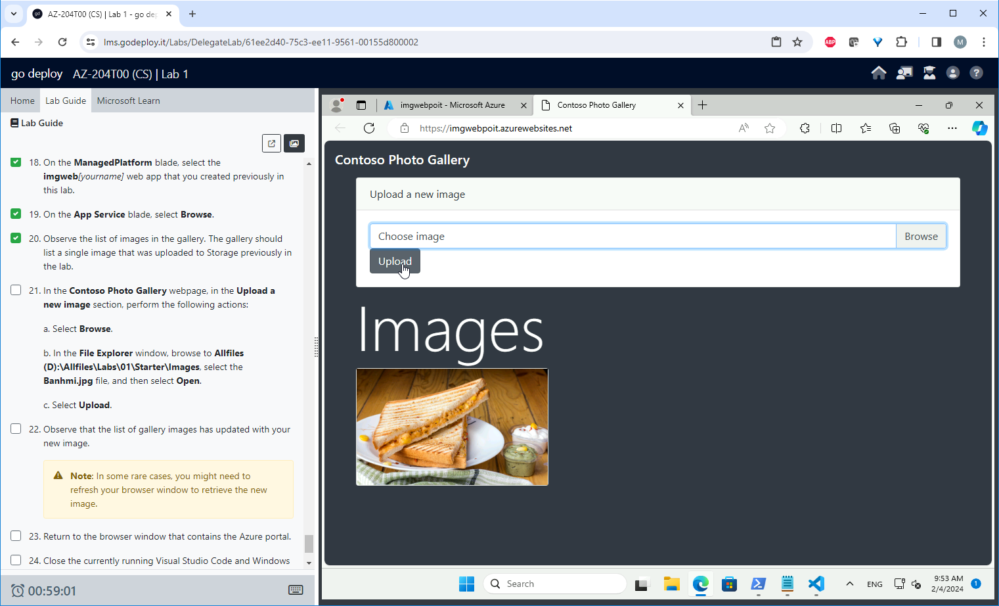 AZ-204T00 (CS) | Lab 1 - go de
lms.godeploy.it/Labs/DelegateLab/61ee2d40-75c3-ee11-9561-00155d800002
ABP
M
go deploy AZ-204T00 (CS) | Lab 1
Home Lab Guide Microsoft Learn
Lab Guide
18. On the ManagedPlatform blade, select the
imgweb[yourname] web app that you created previously in
this lab.
19. On the App Service blade, select Browse.
20. Observe the list of images in the gallery. The gallery should
list a single image that was uploaded to Storage previously in
the lab.
21. In the Contoso Photo Gallery webpage, in the Upload a
new image section, perform the following actions:
a. Select Browse.
b. In the File Explorer window, browse to Allfiles
(D):\Allfiles\Labs\01\Starter\Images, select the
Banhmi.jpg file, and then select Open.
c. Select Upload.
22. Observe that the list of gallery images has updated with your
new image.
Note: In some rare cases, you might need to
refresh your browser window to retrieve the new
image.
23. Return to the browser window that contains the Azure portal.
24. Close the currently running Visual Studio Code and Windows
00:59:01
imgwebpoit - Microsoft Azure
Contoso Photo Gallery
https://imgwebpoit.azurewebsites.net
Contoso Photo Gallery
Upload a new image
Choose image Browse
Upload
Images
Search
ENG
9:53 AM
2/4/2024
1